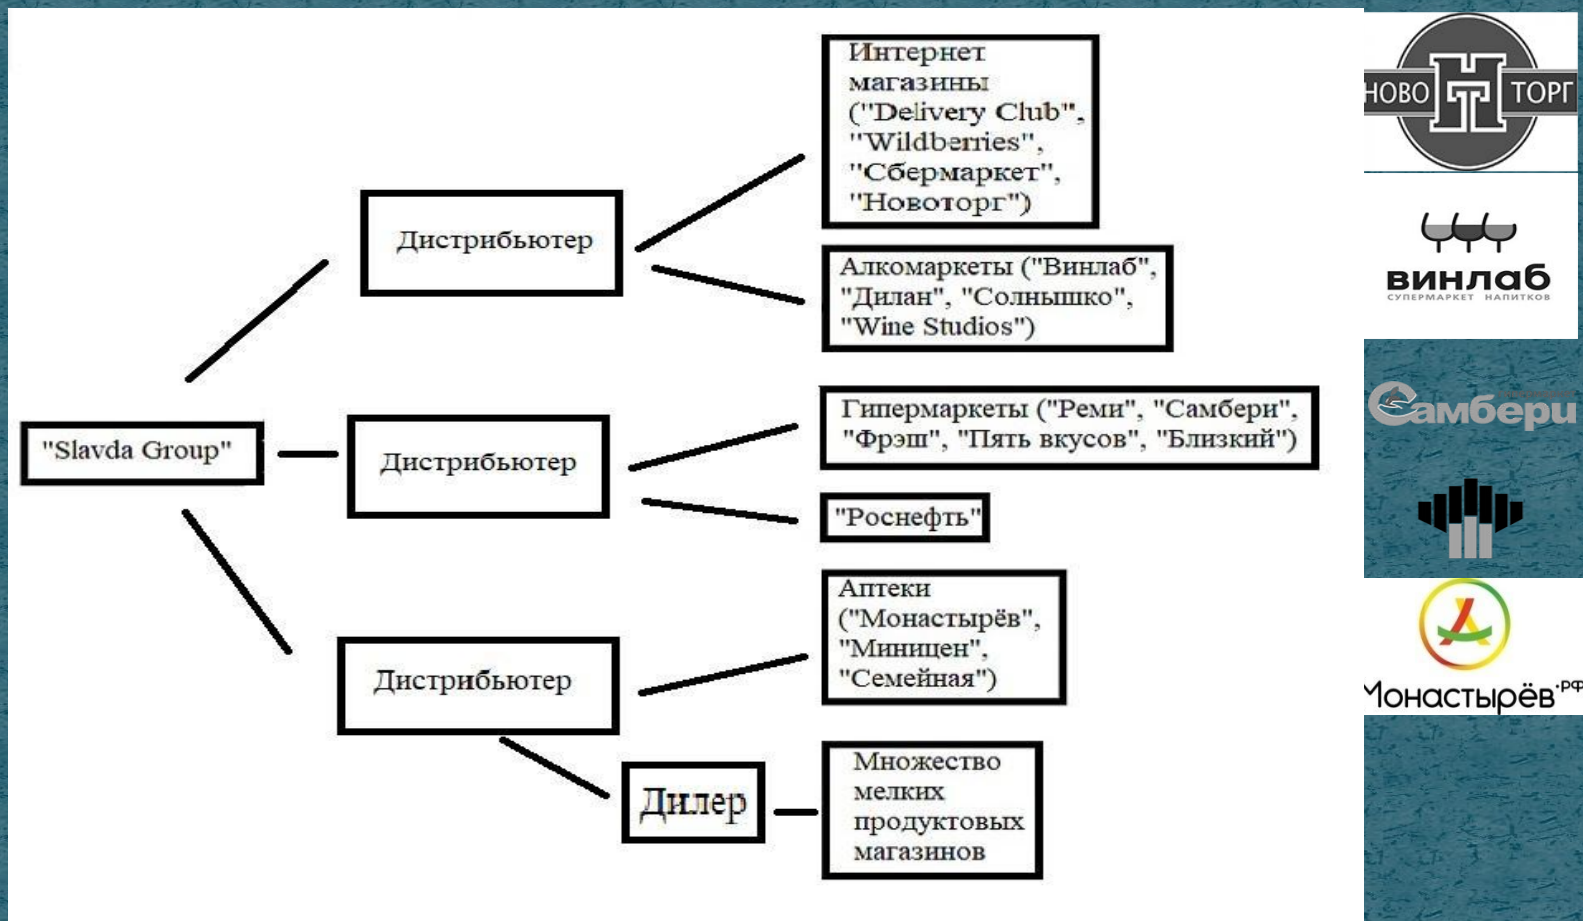 Интернет
магазины
("Delivery Club",
"Wildberries",
"Сбермаркет",
"Новоторг")
Дистрибьютер
Алкомаркеты ("Винлаб",
"Дилан", "Солнышко",
"Wine Studios")
"Slavda Group"
Дистрибьютер
Гипермаркеты ("Реми", "Самбери",
"Фрэш", "Пять вкусов", "Близкий")
"Роснефть"
Дистрибьютер
Аптеки
("Монастырёв",
"Миницен",
"Семейная")
Дилер
Множество
мелких
продуктовых
магазинов
НОВО НТ ТОРГ
ВИНЛАБ
СУПЕРМАРКЕТ НАПИТКОВ
Самбери
Монастырёв.рф